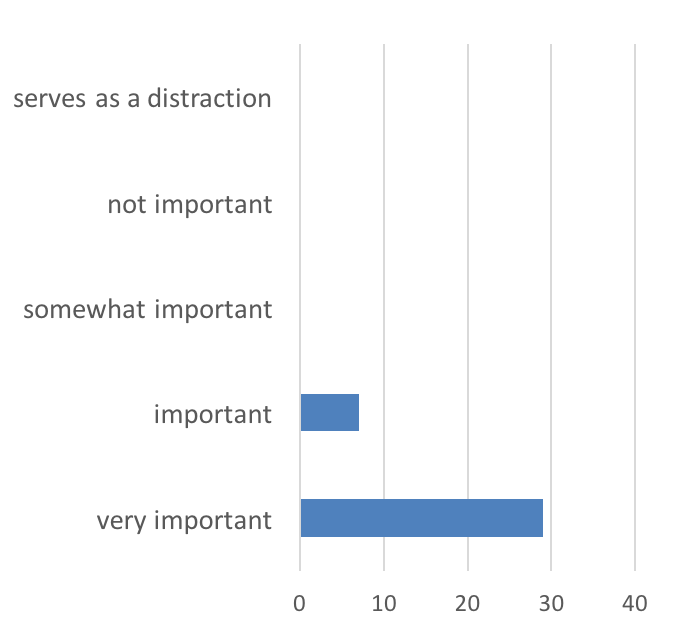 serves as a distraction
not important
somewhat important
important
very important
0 10 20 30 40